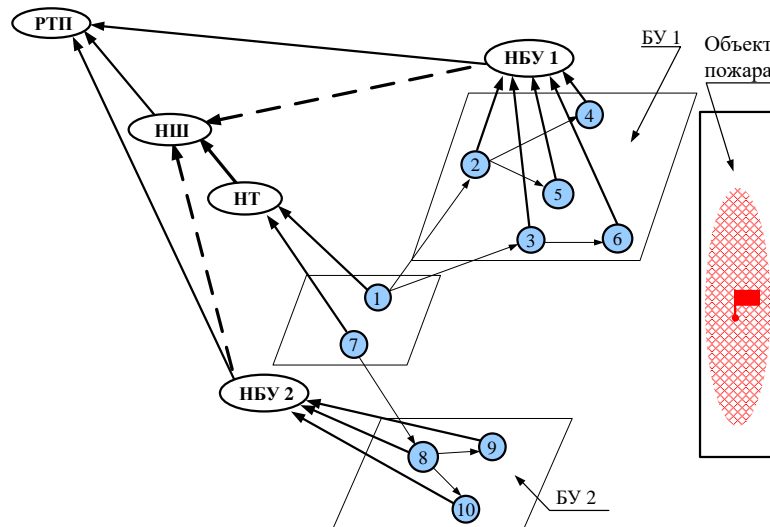 РТП
НБУ 1
БУ 1
Объект
пожара
НШ
4
2
НТ
5
3
6
1
7
НБУ 2
8
9
БУ 2
10